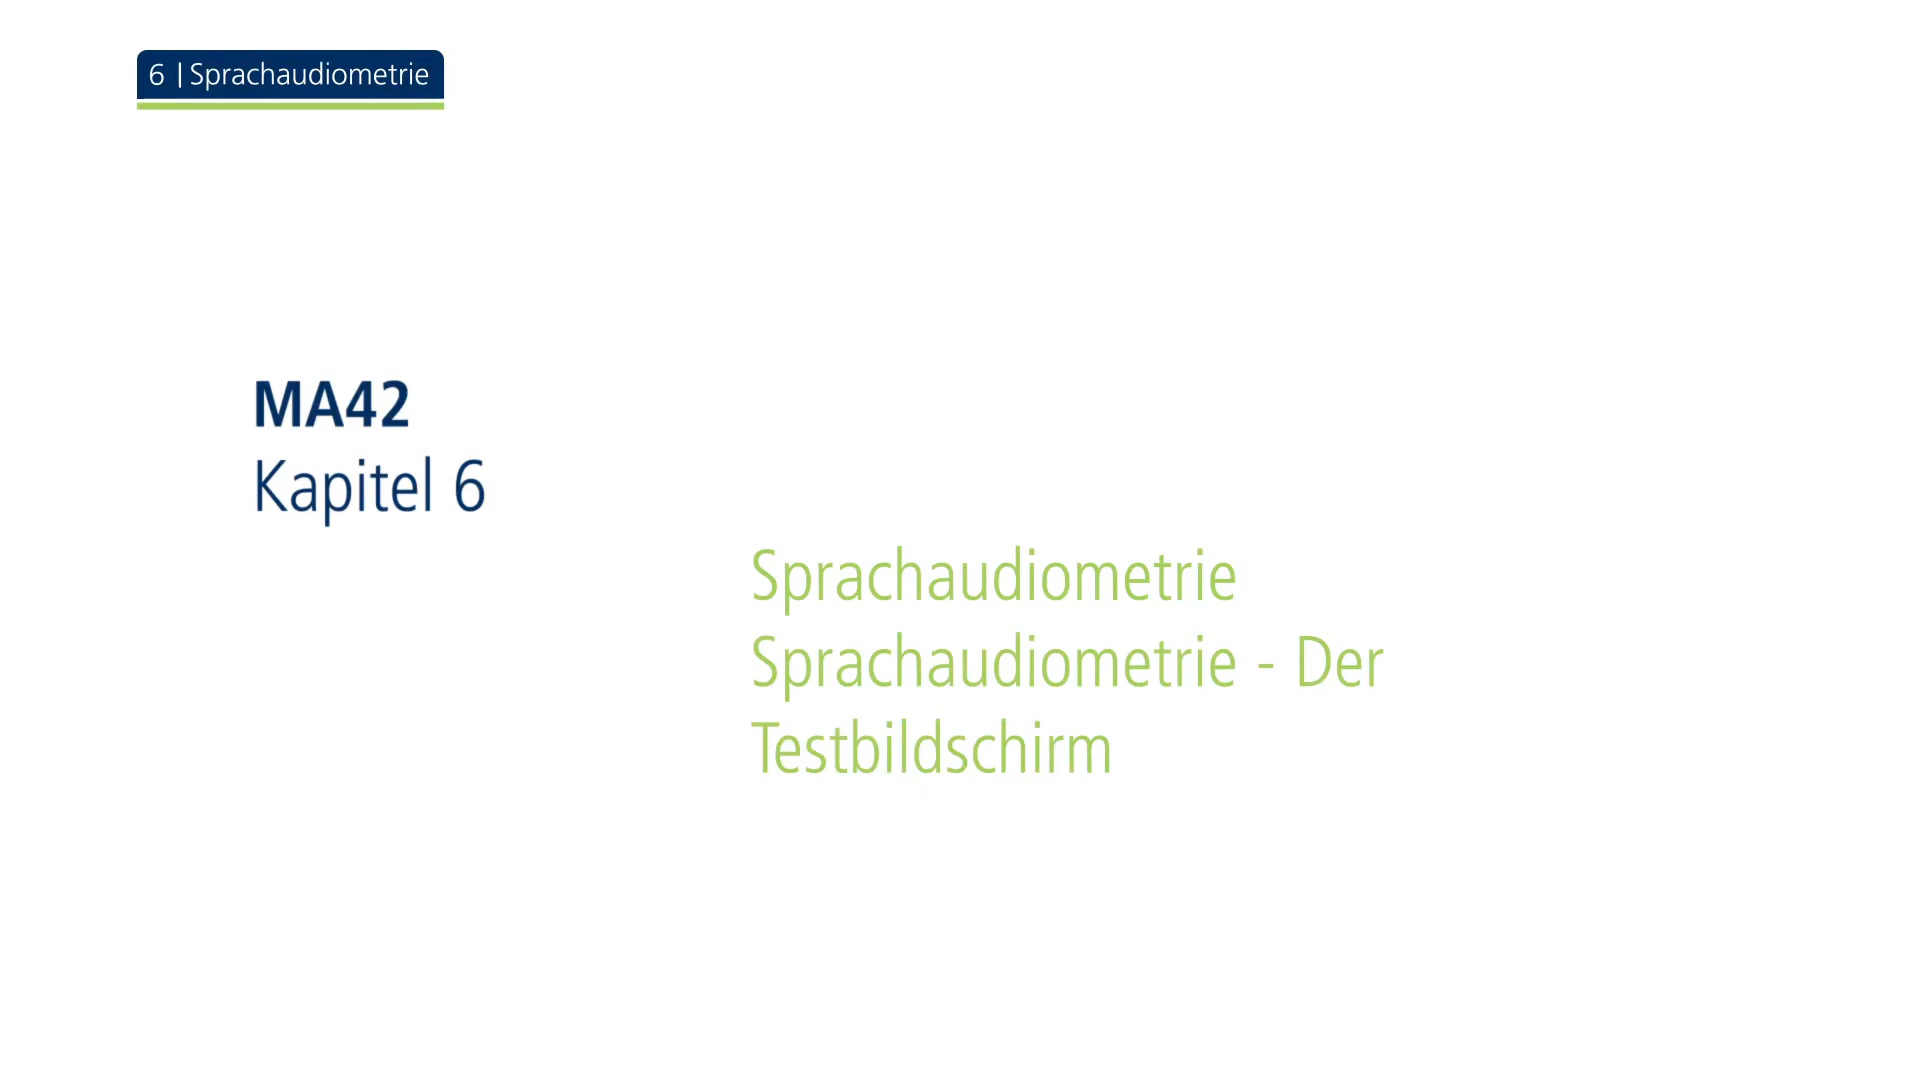 6 | Sprachaudiometrie
MA42
Kapitel 6
Sprachaudiometrie
Sprachaudiometrie - Der
Testbildschirm